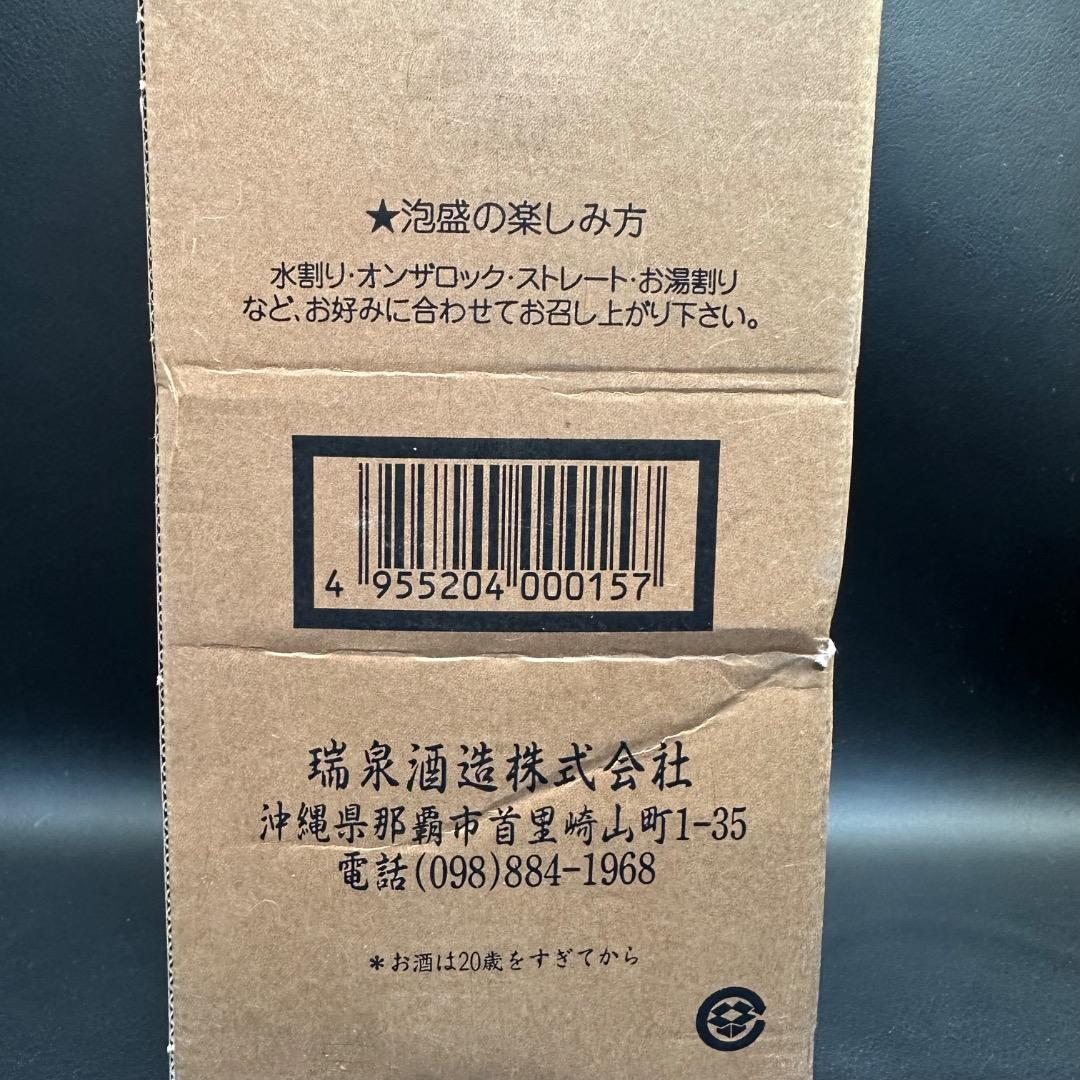 ★泡盛の楽しみ方
水割り・オンザロック・ストレート・お湯割り
など、お好みに合わせてお召し上がり下さい。
4 955204 000157
瑞泉酒造株式会社
沖縄県那覇市首里崎山町1-35
電話(098)884-1968
＊お酒は20歳をすぎてから